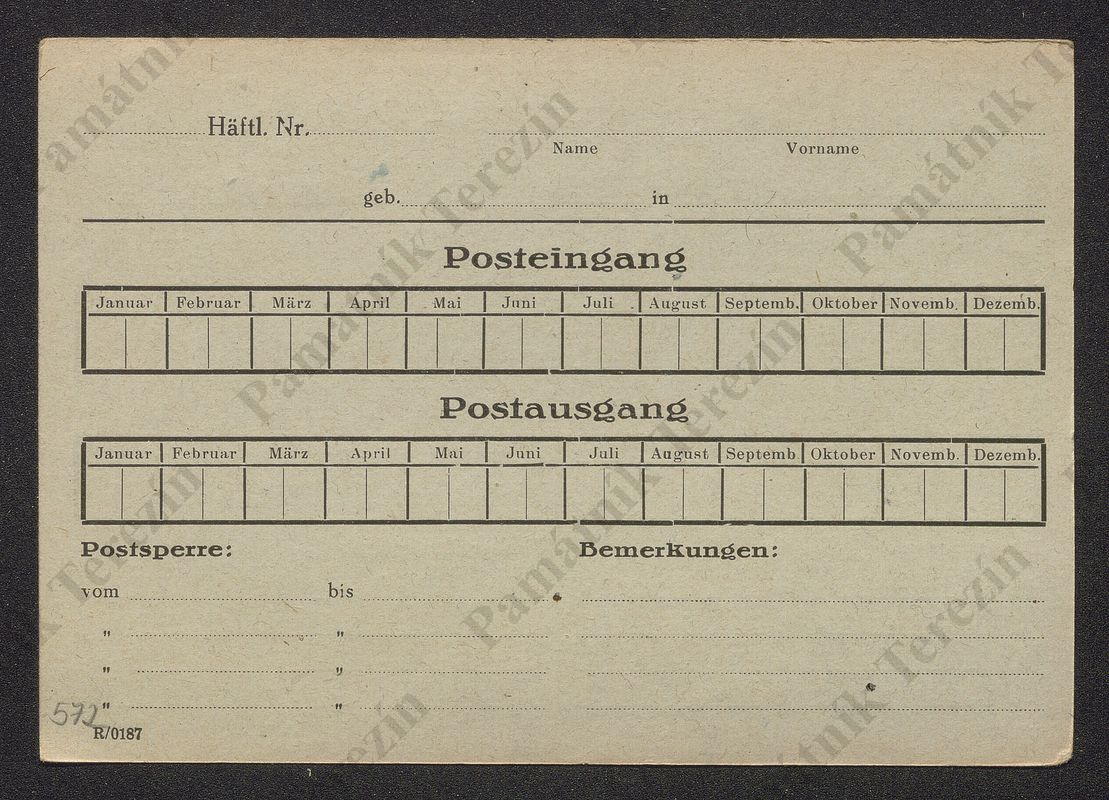 Häftl. Nr.
Name Vorname
geb. in
Posteingang
Januar Februar März April Mai Juni Juli August Septemb. Oktober Novemb. Dezemb.
Postausgang
Januar Februar März April Mai Juni Juli August Septemb. Oktober Novemb. Dezemb.
Postsperre: Bemerkungen:
vom bis
" "
" "
" "
572
R/0187
Památník Terezín